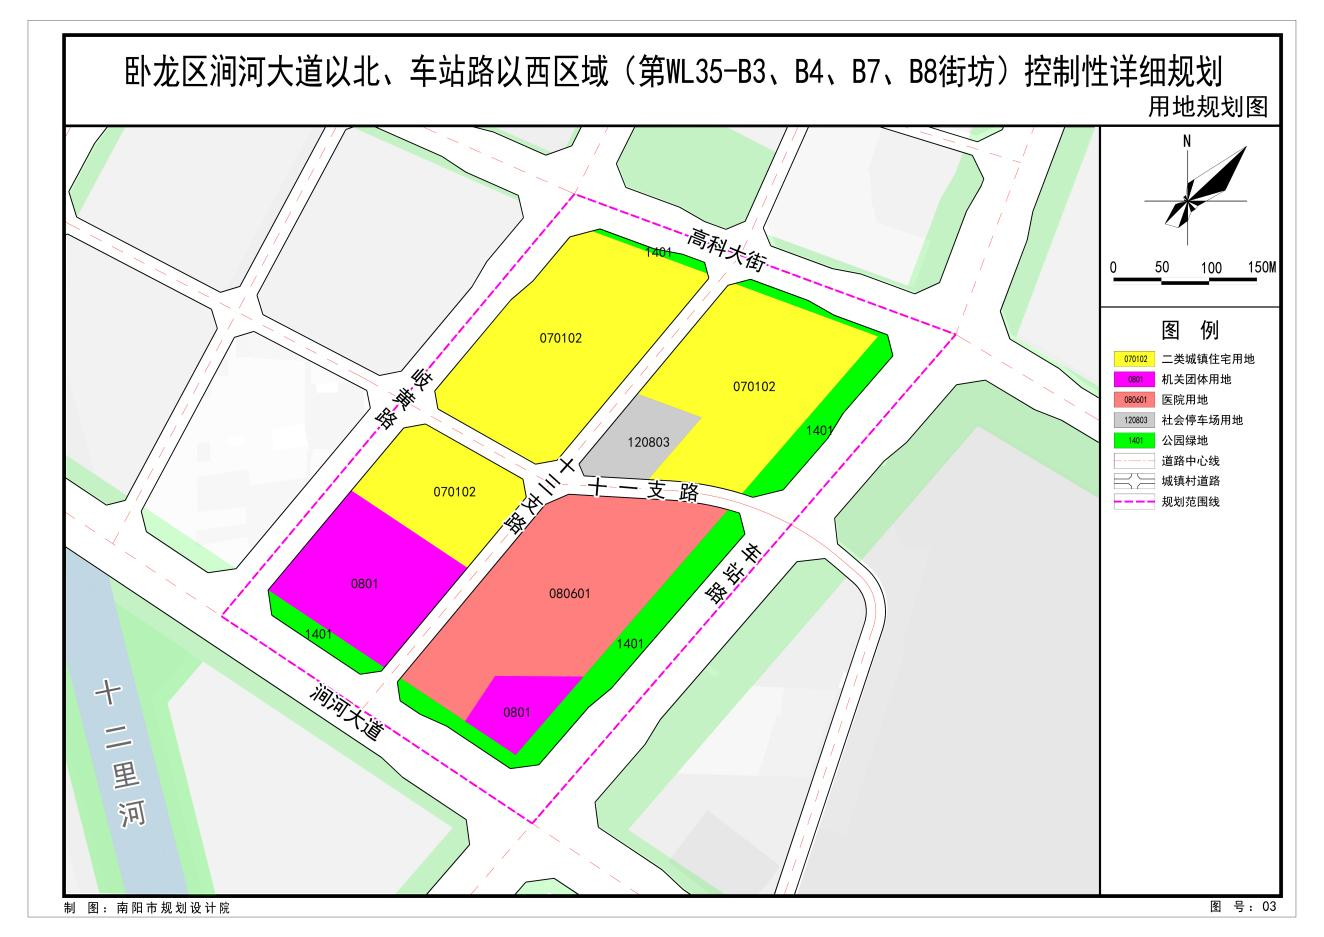 卧龙区涧河大道以北、车站路以西区域（第WL35-B3、B4、B7、B8街坊）控制性详细规划
用地规划图
N
0 50 100 150M
图 例
070102 二类城镇住宅用地
0801 机关团体用地
080601 医院用地
120803 社会停车场用地
1401 公园绿地
道路中心线
城镇村道路
规划范围线
高科大街
1401
070102
070102
岐黄路
1401
120803
十一支路
十三支路
070102
车站路
0801
080601
1401
1401
0801
涧河大道
十二里河
制 图：南阳市规划设计院
图 号：03